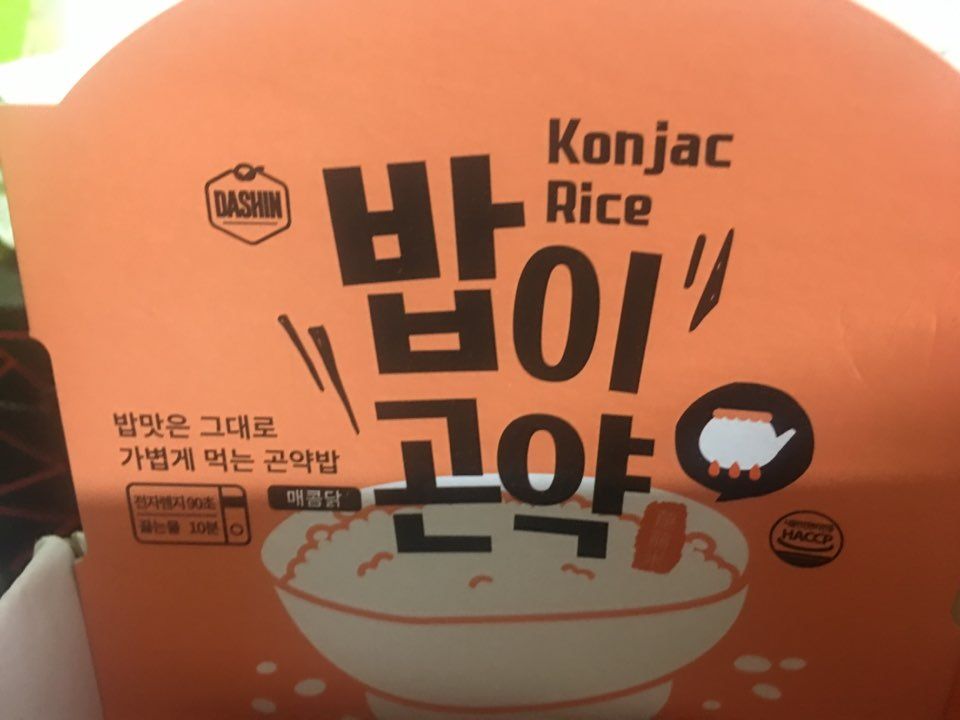 Konjac
Rice
DASHIN
밥이
곤약
밥맛은 그대로
가볍게 먹는 곤약밥
매콤닭
전자렌지 90초
끓는물 10분
HACCP